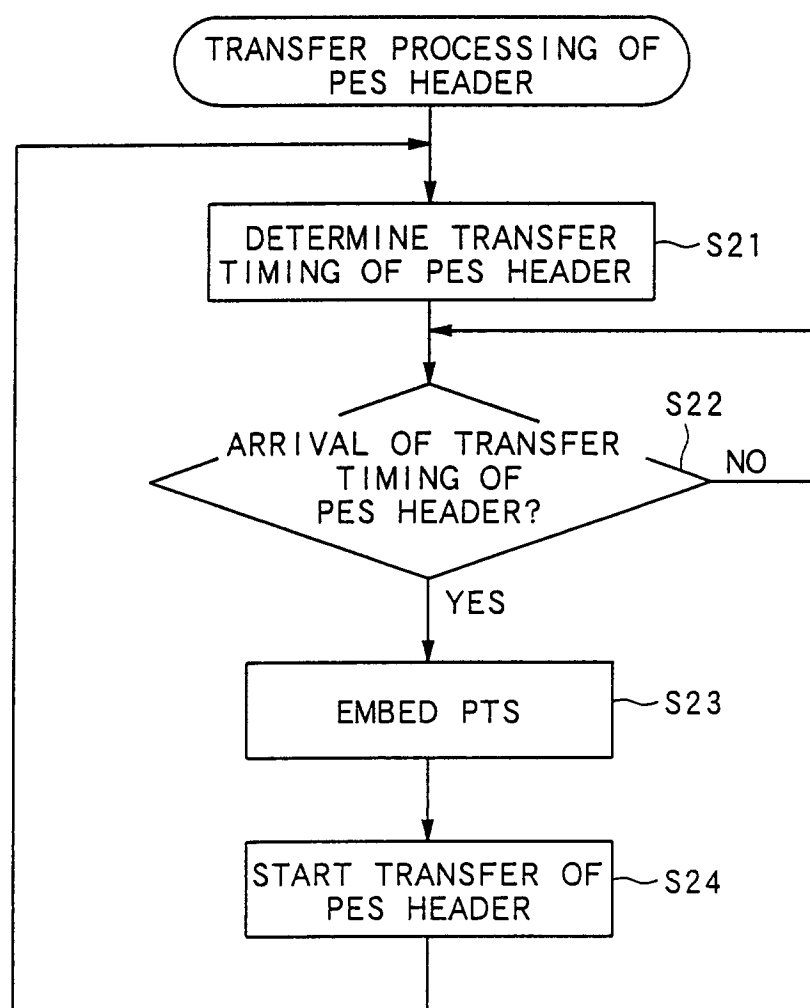 TRANSFER PROCESSING OF
PES HEADER
DETERMINE TRANSFER
TIMING OF PES HEADER
S21
S22
ARRIVAL OF TRANSFER
TIMING OF
PES HEADER?
NO
YES
EMBED PTS
S23
START TRANSFER OF
PES HEADER
S24